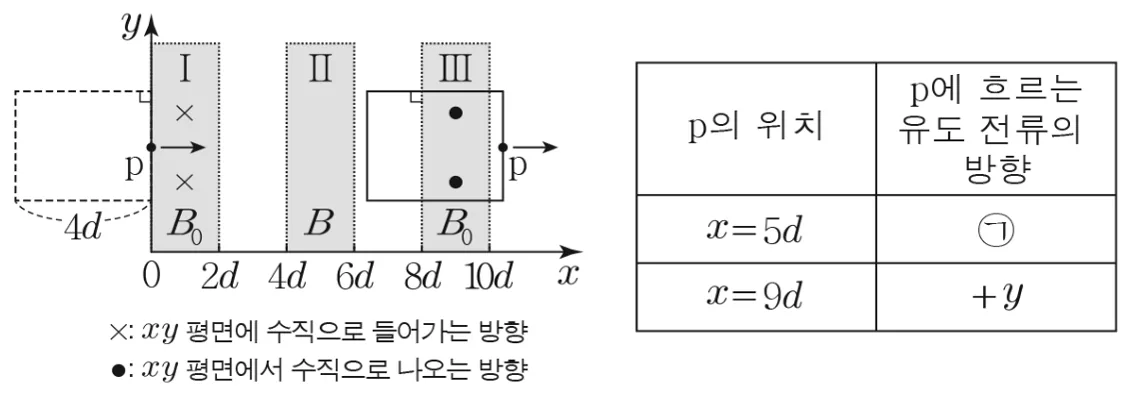 y
Ⅰ Ⅱ Ⅲ
× ● 
p p
×  ●
4d B₀ B B₀
0 2d 4d 6d 8d 10d x
×: xy 평면에 수직으로 들어가는 방향
●: xy 평면에서 수직으로 나오는 방향
p의 위치
p에 흐르는
유도 전류의
방향
x=5d ㉠
x=9d +y